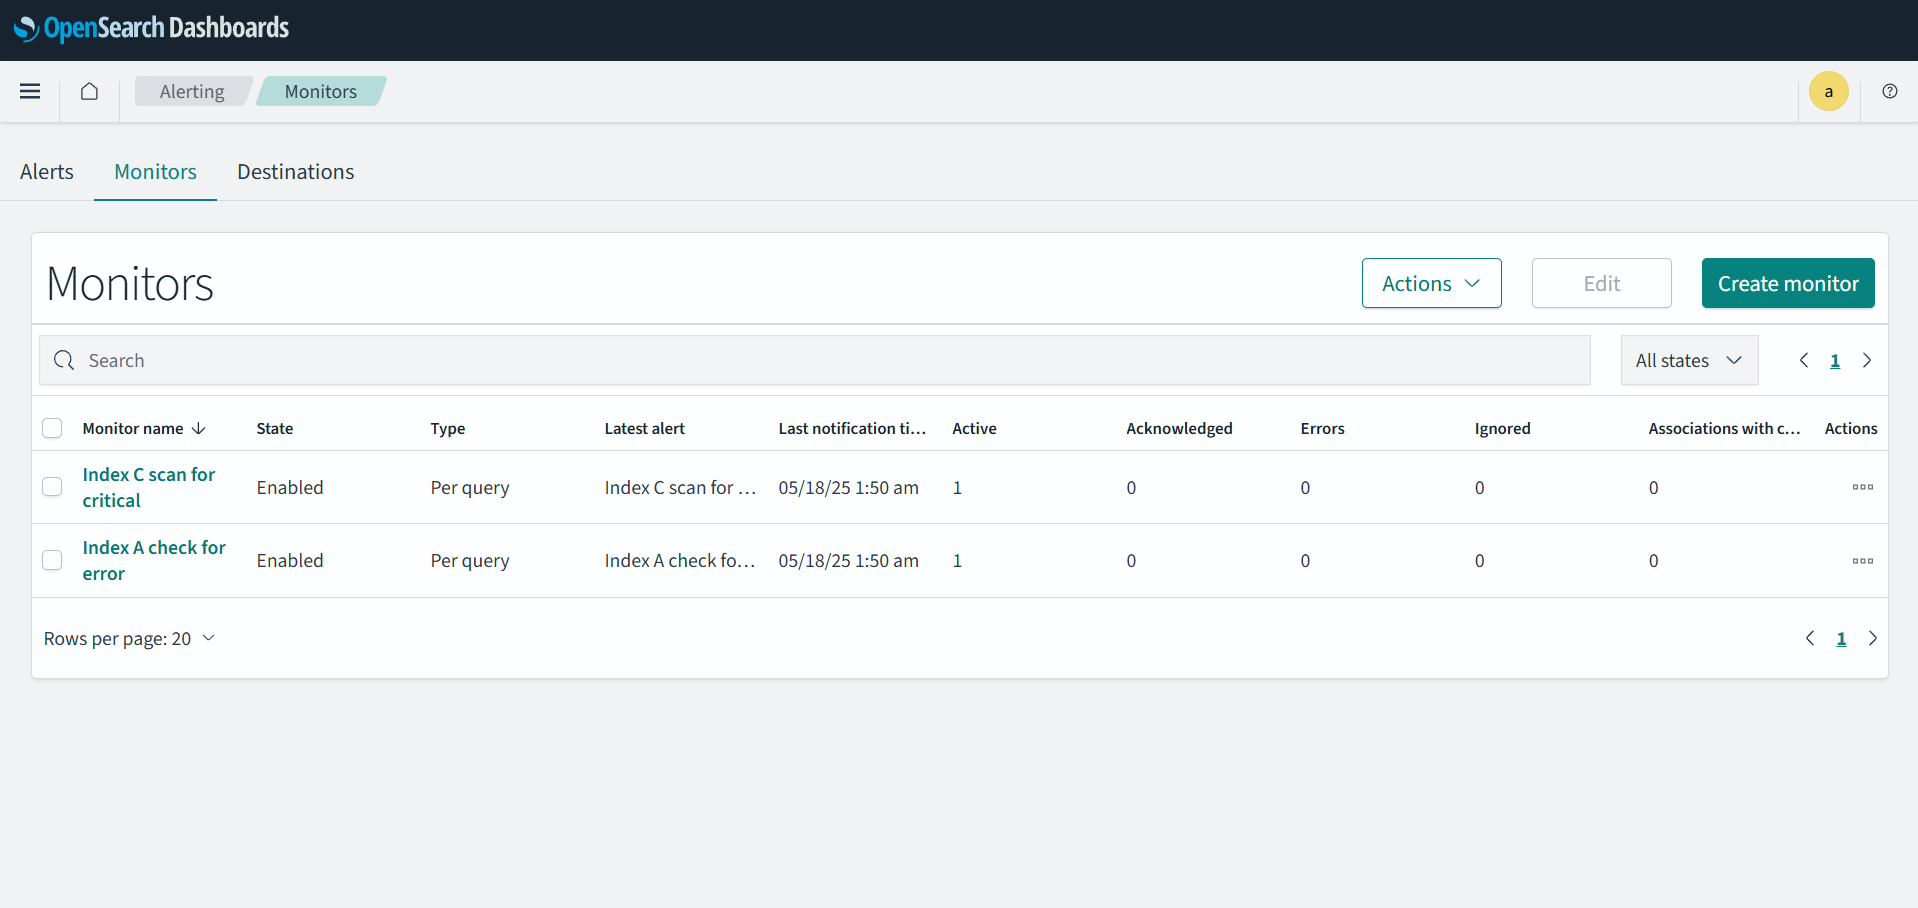 OpenSearch Dashboards
Alerting
Monitors
a
Alerts
Monitors
Destinations
Monitors
Actions
Edit
Create monitor
Search
All states
1
Monitor name
State
Type
Latest alert
Last notification ti...
Active
Acknowledged
Errors
Ignored
Associations with c...
Actions
Index C scan for
critical
Enabled
Per query
Index C scan for ...
05/18/25 1:50 am
1
0
0
0
0
Index A check for
error
Enabled
Per query
Index A check fo...
05/18/25 1:50 am
1
0
0
0
0
Rows per page: 20
1